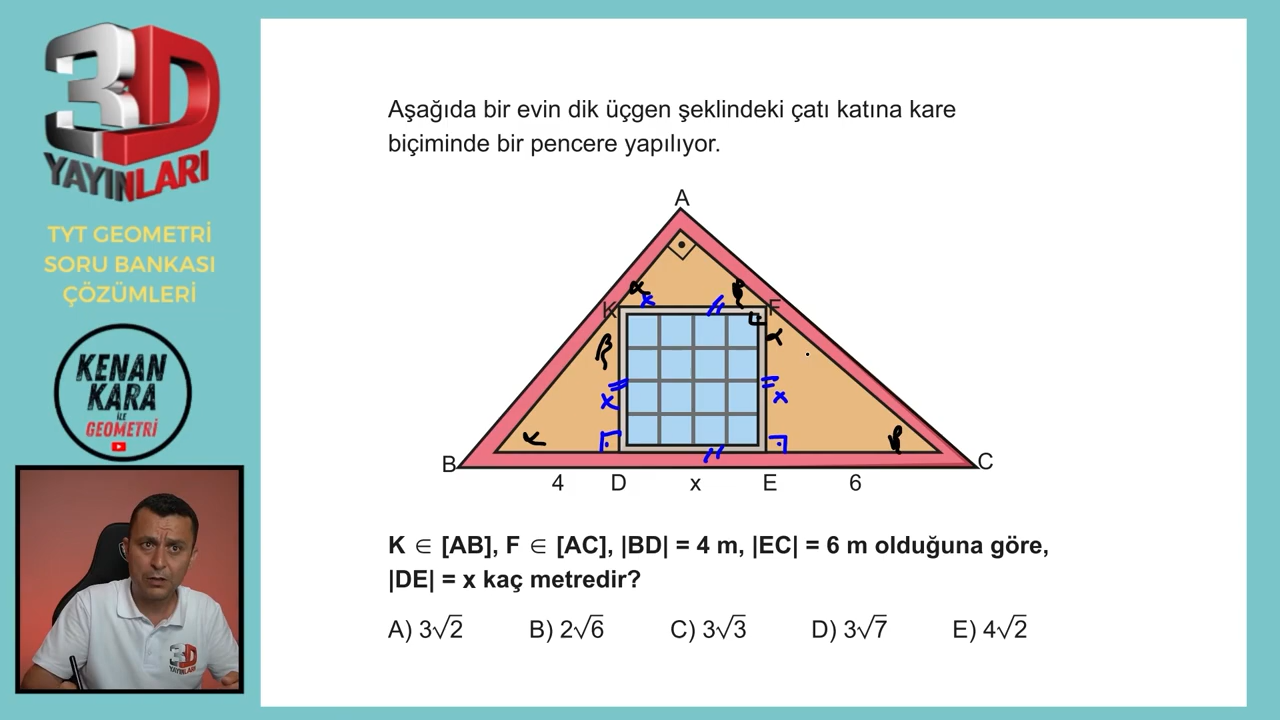 3D
YAYINLARI
TYT GEOMETRİ
SORU BANKASI
ÇÖZÜMLERİ
KENAN
KARA
İLE
GEOMETRİ
3D
YAYINLARI
Aşağıda bir evin dik üçgen şeklindeki çatı katına kare
biçiminde bir pencere yapılıyor.
A
α x β
K F
β α
x x
α β
B C
4 D x E 6
K ∈ [AB], F ∈ [AC], |BD| = 4 m, |EC| = 6 m olduğuna göre,
|DE| = x kaç metredir?
A) 3√2 B) 2√6 C) 3√3 D) 3√7 E) 4√2